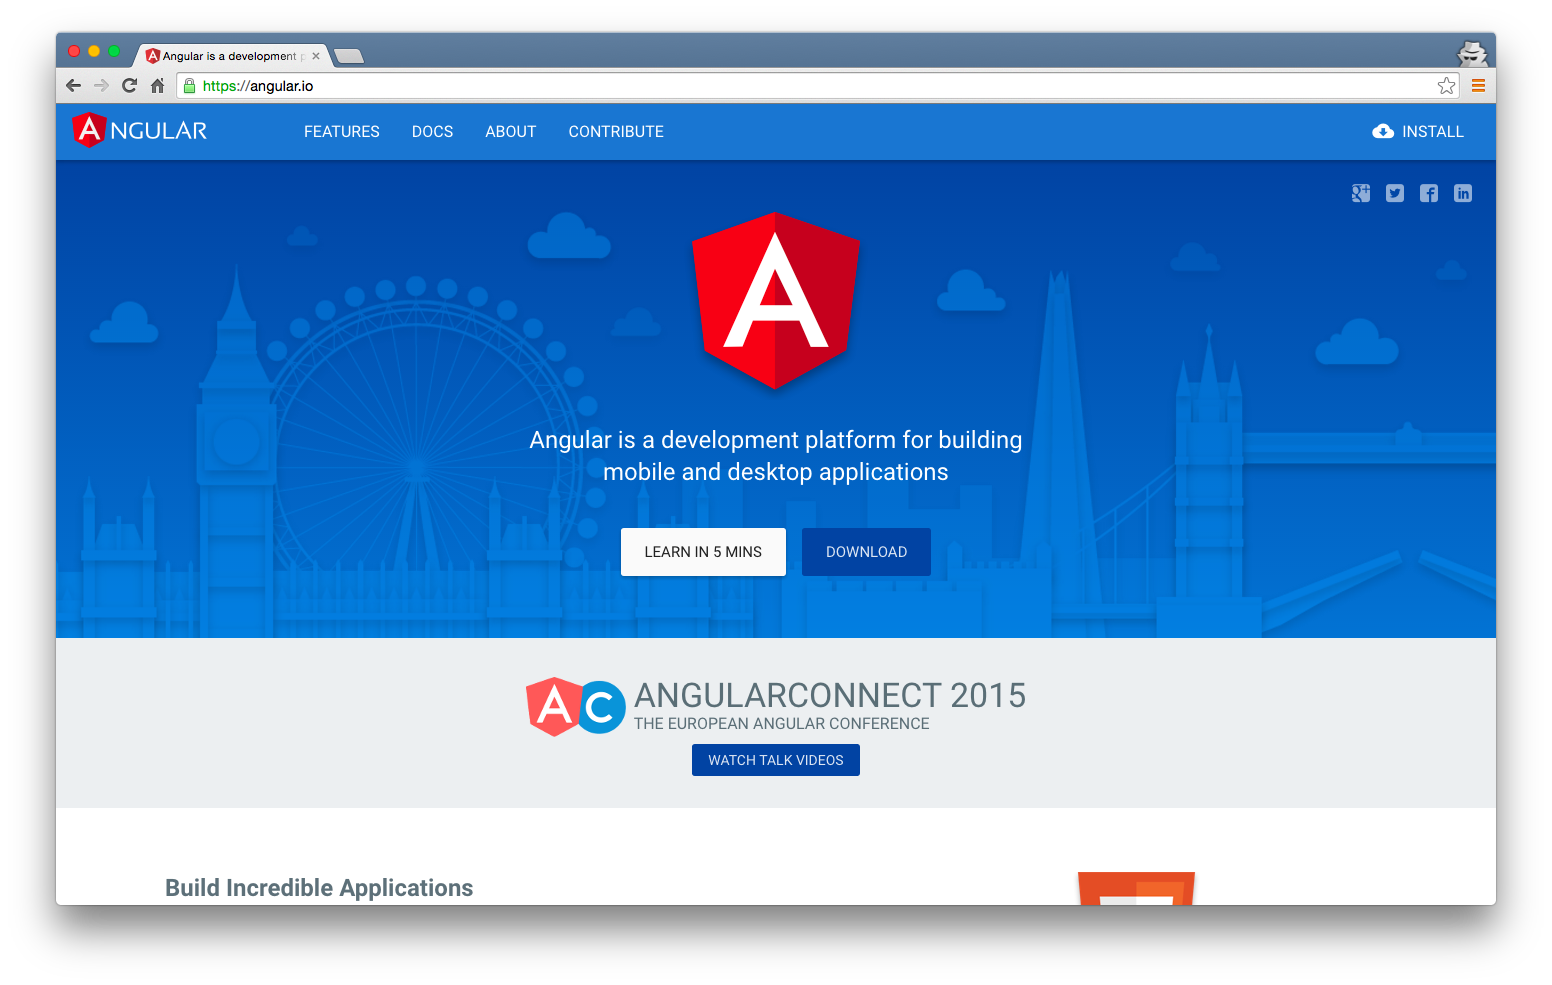 Angular is a development p
https://angular.io
ANGULAR
FEATURES DOCS ABOUT CONTRIBUTE
INSTALL
A
Angular is a development platform for building
mobile and desktop applications
LEARN IN 5 MINS
DOWNLOAD
AC
ANGULARCONNECT 2015
THE EUROPEAN ANGULAR CONFERENCE
WATCH TALK VIDEOS
Build Incredible Applications